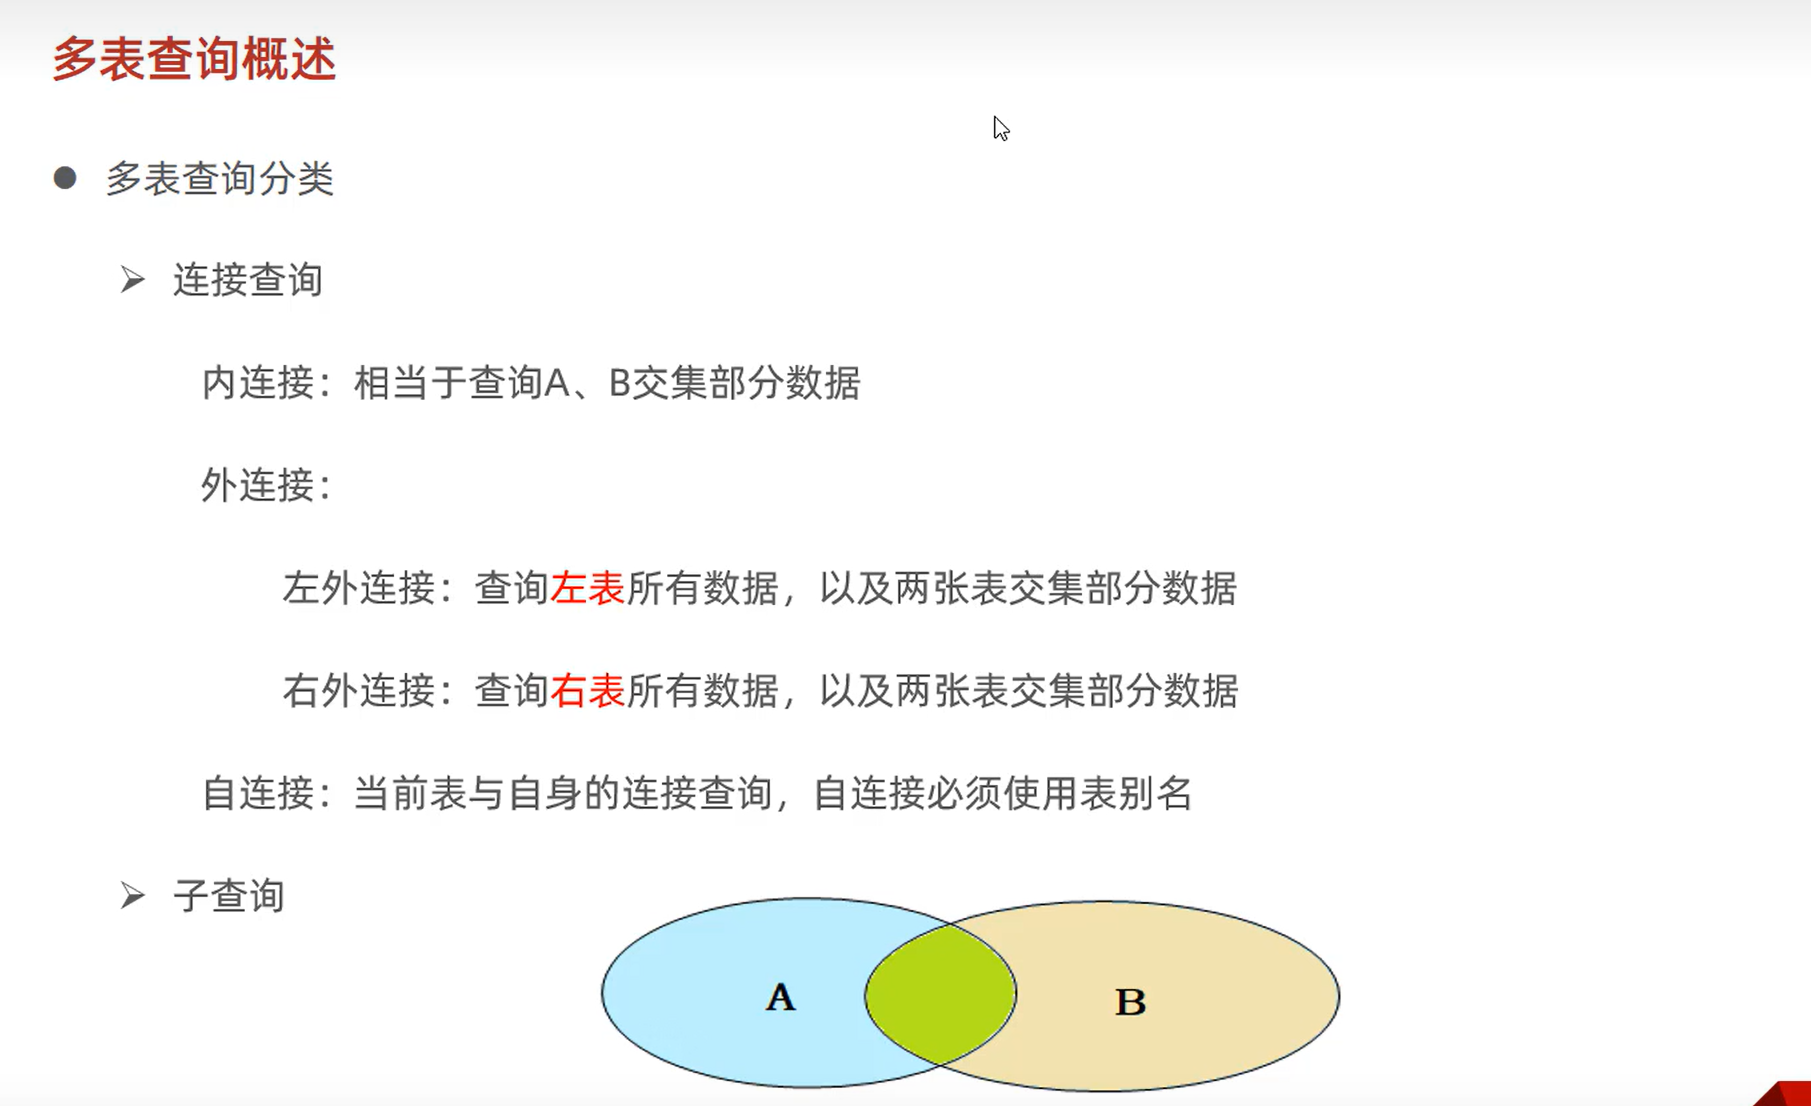 多表查询概述
多表查询分类
连接查询
内连接：相当于查询A、B交集部分数据
外连接：
左外连接：查询左表所有数据，以及两张表交集部分数据
右外连接：查询右表所有数据，以及两张表交集部分数据
自连接：当前表与自身的连接查询，自连接必须使用表别名
子查询
A
B